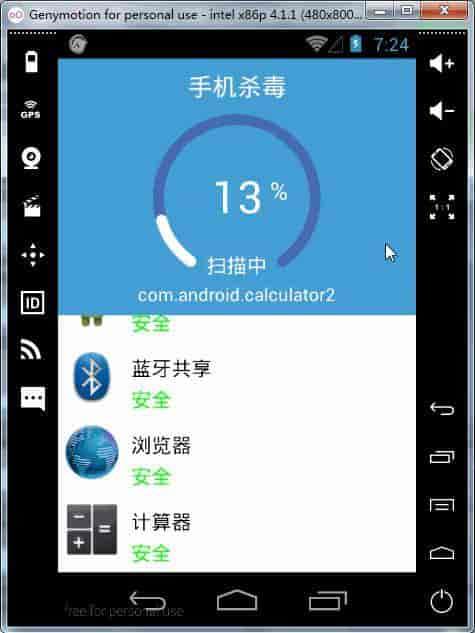 Genymotion for personal use - intel x86p 4.1.1 (480x800...
7:24
GPS
手机杀毒
13 %
1:1
扫描中
com.android.calculator2
安全
ID
蓝牙共享
安全
浏览器
安全
计算器
安全
free for personal use